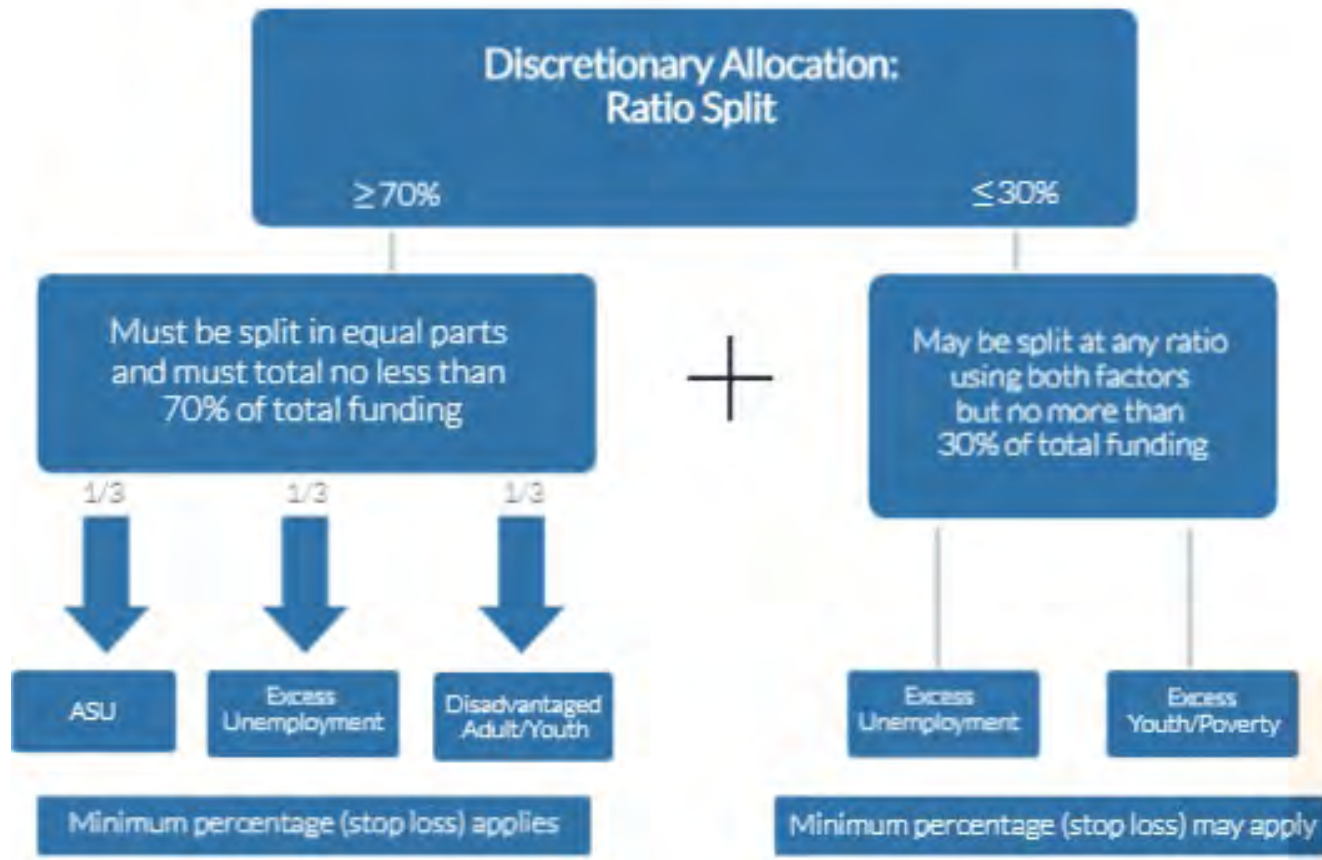 Discretionary Allocation:
Ratio Split
≥70%
≤30%
Must be split in equal parts
and must total no less than
70% of total funding
May be split at any ratio
using both factors
but no more than
30% of total funding
1/3
1/3
1/3
ASU
Excess
Unemployment
Disadvantaged
Adult/Youth
Excess
Unemployment
Excess
Youth/Poverty
Minimum percentage (stop loss) applies
Minimum percentage (stop loss) may apply